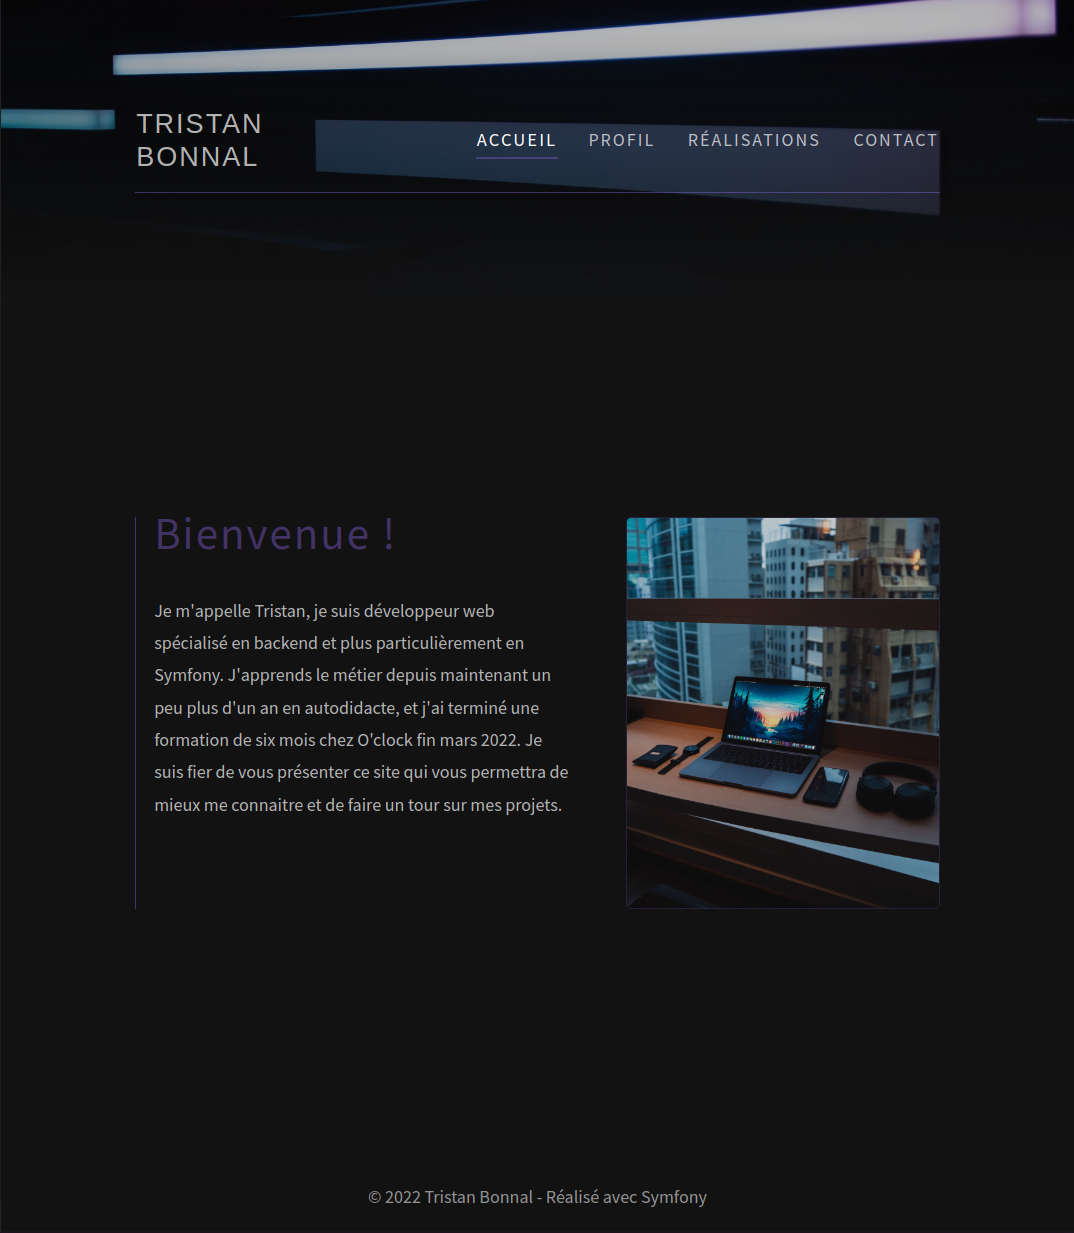 TRISTAN
BONNAL
ACCUEIL PROFIL RÉALISATIONS CONTACT
Bienvenue !
Je m'appelle Tristan, je suis développeur web
spécialisé en backend et plus particulièrement en
Symfony. J'apprends le métier depuis maintenant un
peu plus d'un an en autodidacte, et j'ai terminé une
formation de six mois chez O'clock fin mars 2022. Je
suis fier de vous présenter ce site qui vous permettra de
mieux me connaitre et de faire un tour sur mes projets.
© 2022 Tristan Bonnal - Réalisé avec Symfony